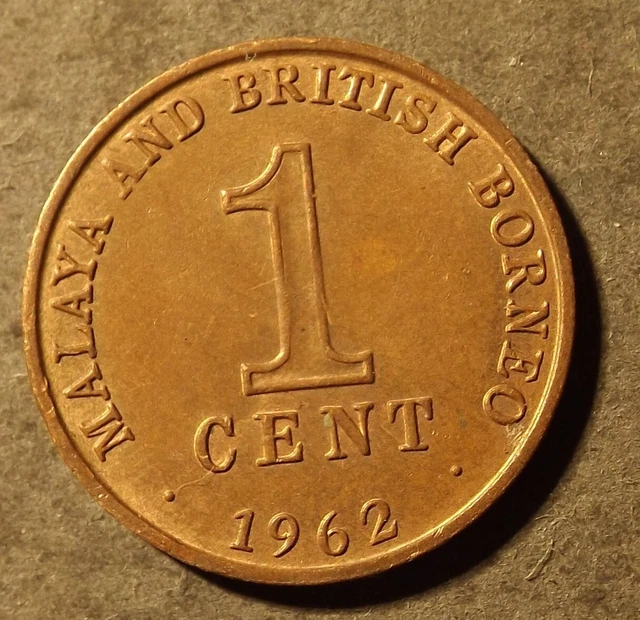 MALAYA AND BRITISH BORNEO
1
CENT
1962